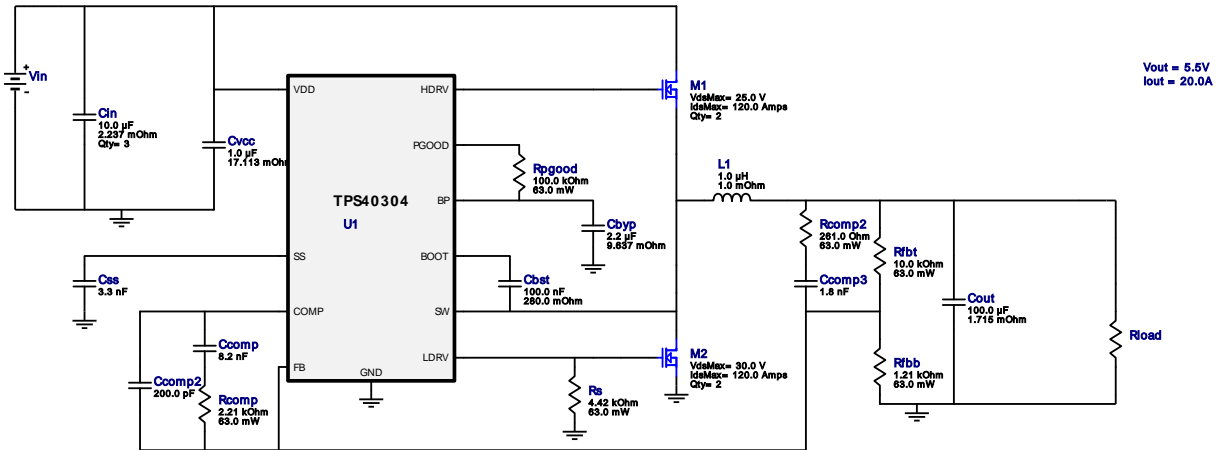 Vin
+
-
Cin
10.0 µF
2.237 mOhm
Qty= 3
Cvcc
1.0 µF
17.113 mOhm
VDD
HDRV
PGOOD
TPS40304
U1
BP
BOOT
SS
COMP
SW
LDRV
FB
GND
M1
VdsMax= 25.0 V
IdsMax= 120.0 Amps
Qty= 2
Vout = 5.5V
Iout = 20.0A
Rpgood
100.0 kOhm
63.0 mW
L1
1.0 µH
1.0 mOhm
Cbyp
2.2 µF
9.637 mOhm
Rcomp2
261.0 Ohm
63.0 mW
Rfbt
10.0 kOhm
63.0 mW
Css
3.3 nF
Cbst
100.0 nF
280.0 mOhm
Ccomp3
1.8 nF
Cout
100.0 µF
1.715 mOhm
Rload
Ccomp
8.2 nF
Ccomp2
200.0 pF
Rcomp
2.21 kOhm
63.0 mW
M2
VdsMax= 30.0 V
IdsMax= 120.0 Amps
Qty= 2
Rs
4.42 kOhm
63.0 mW
Rfbb
1.21 kOhm
63.0 mW